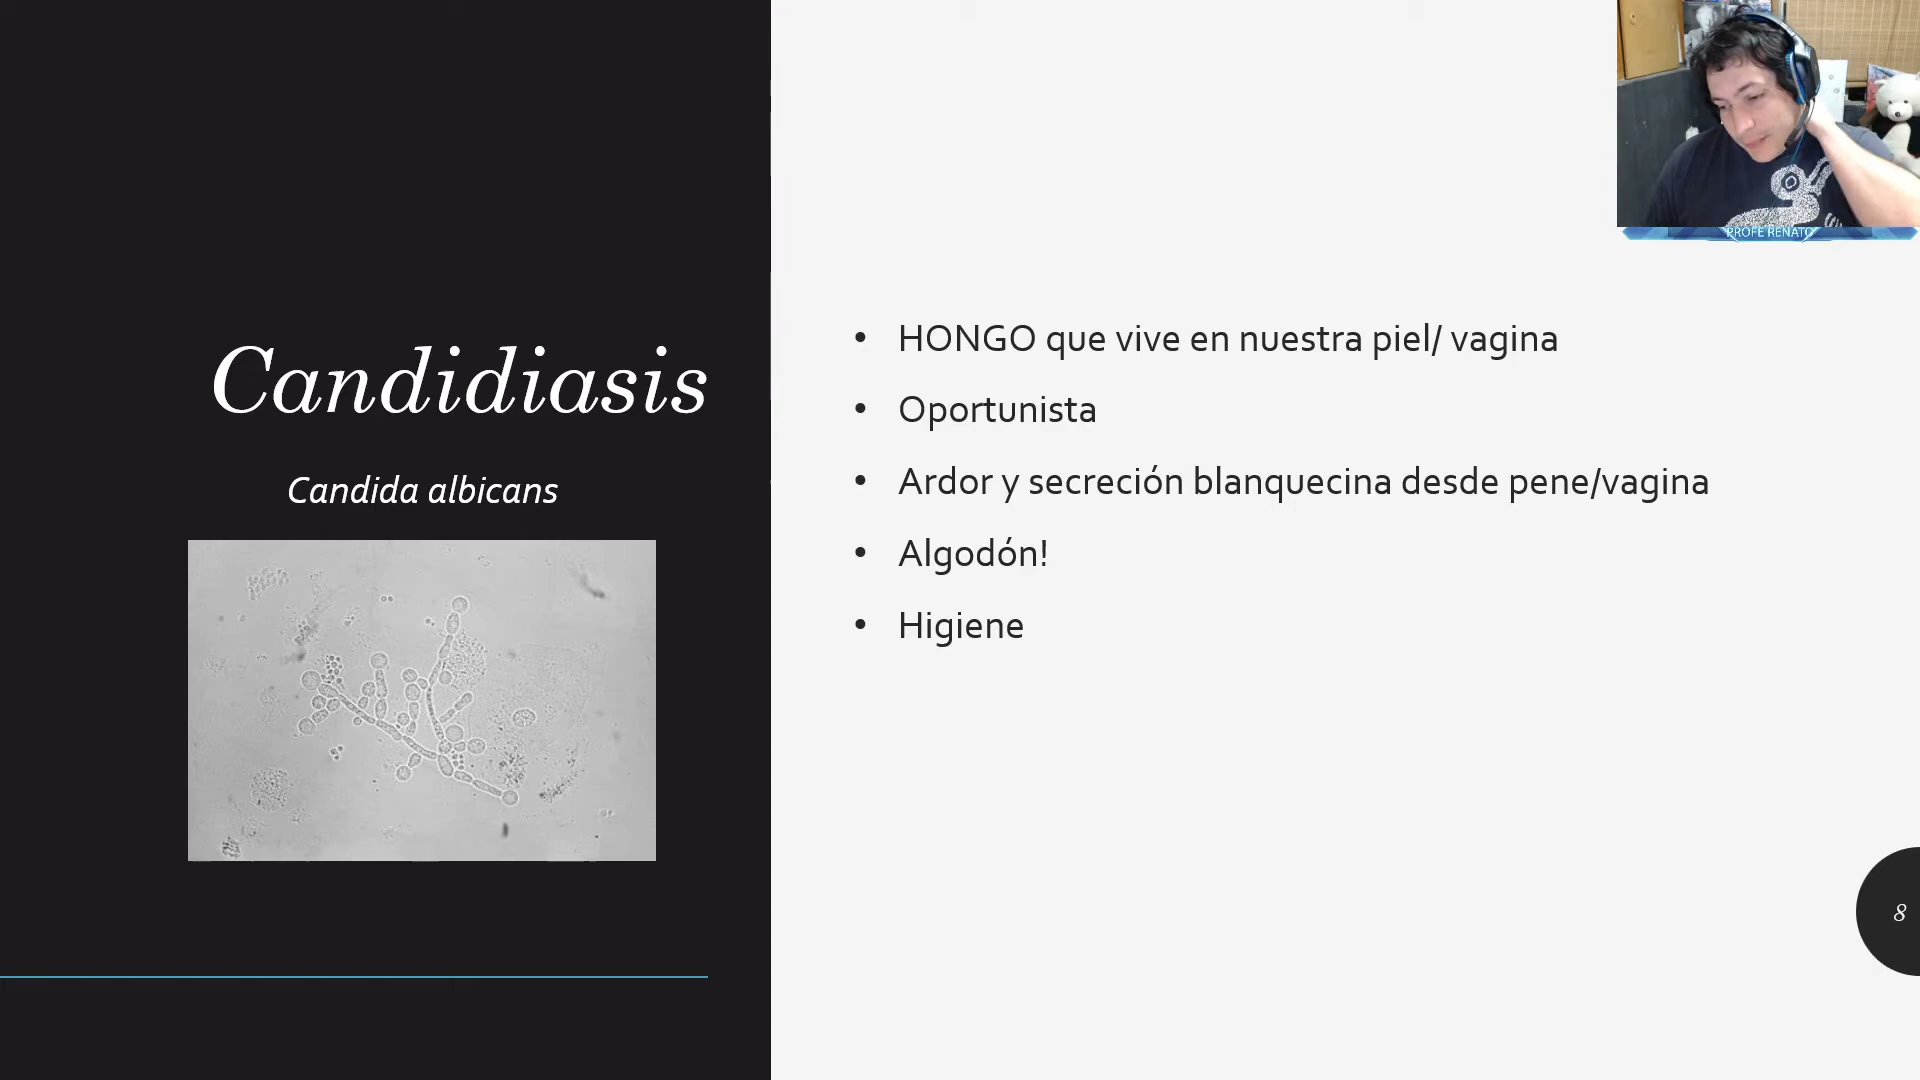 Candidiasis
Candida albicans
• HONGO que vive en nuestra piel/ vagina
• Oportunista
• Ardor y secreción blanquecina desde pene/vagina
• Algodón!
• Higiene
PROFE RENATO
8